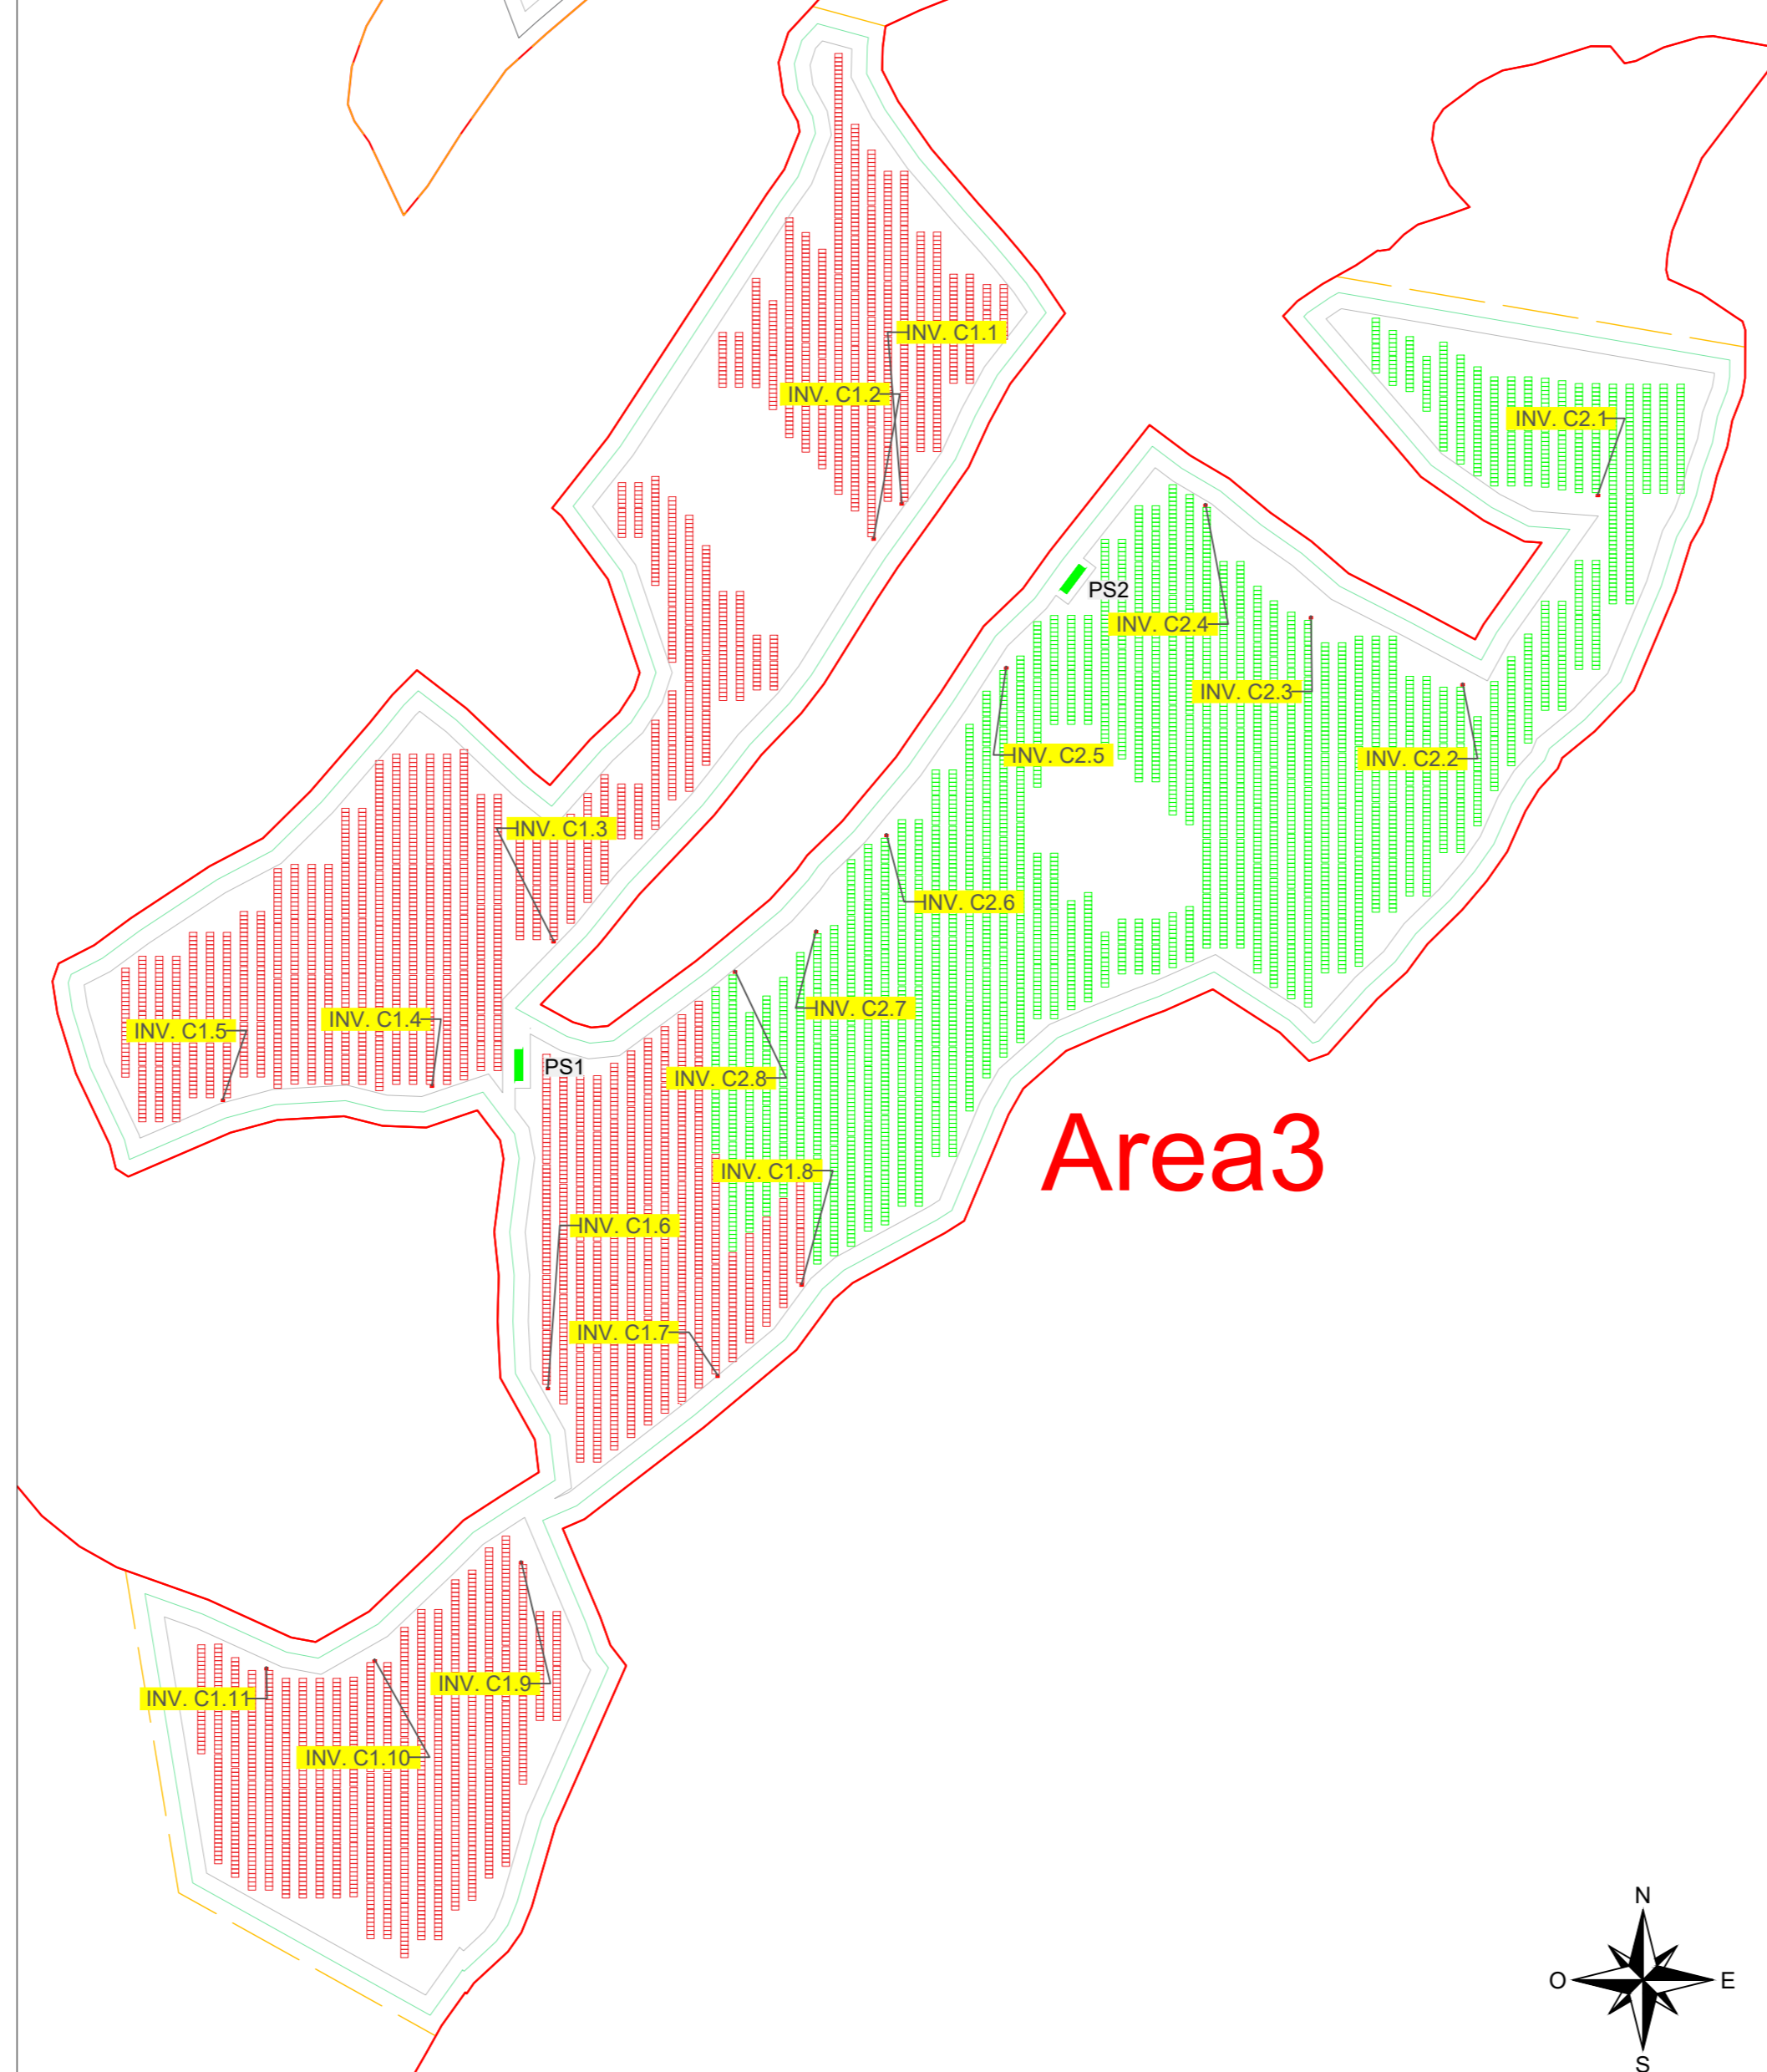 INV. C1.1
INV. C1.2
INV. C2.1
PS2
INV. C2.4
INV. C2.3
INV. C2.5
INV. C2.2
INV. C1.3
INV. C2.6
INV. C2.7
INV. C1.4
INV. C1.5
PS1
INV. C2.8
Area3
INV. C1.8
INV. C1.6
INV. C1.7
INV. C1.9
INV. C1.11
INV. C1.10
N
O
E
S